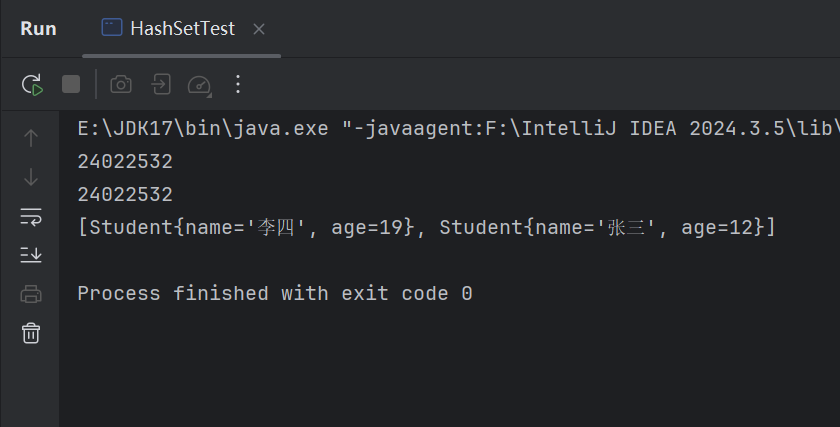 Run HashSetTest
E:\JDK17\bin\java.exe "-javaagent:F:\IntelliJ IDEA 2024.3.5\lib\
24022532
24022532
[Student{name='李四', age=19}, Student{name='张三', age=12}]
Process finished with exit code 0